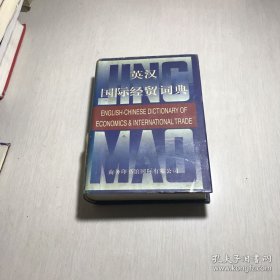 JING
英汉
国际经贸词典
ENGLISH-CHINESE DICTIONARY OF
ECONOMICS & INTERNATIONAL TRADE
MAO
商务印书馆国际有限公司
孔夫子旧书网